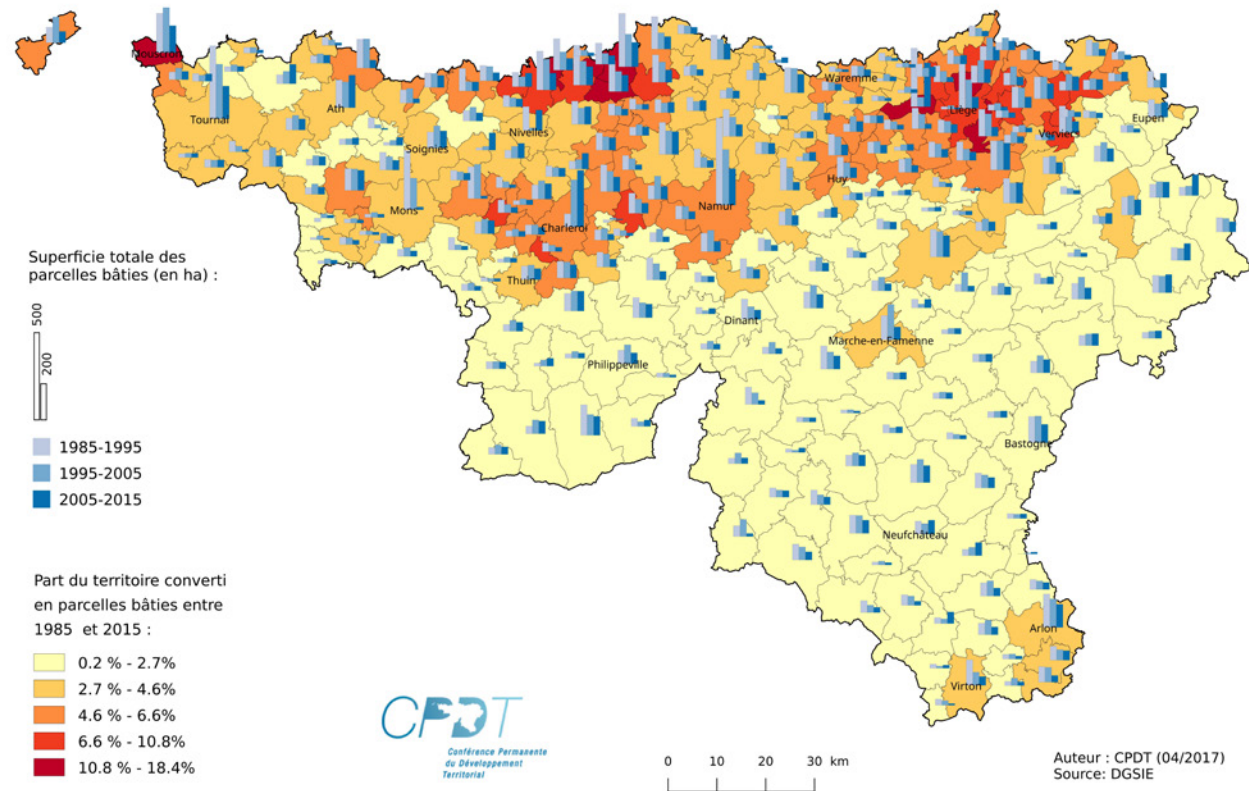 Mouscron
Tournai
Ath
Soignies
Nivelles
Waremme
Liège
Verviers
Eupen
Huy
Mons
Charleroi
Namur
Thuin
Dinant
Philippeville
Marche-en-Famenne
Bastogne
Neufchâteau
Arlon
Virton
Superficie totale des
parcelles bâties (en ha) :
500
200
1985-1995
1995-2005
2005-2015
Part du territoire converti
en parcelles bâties entre
1985 et 2015 :
0.2 % - 2.7%
2.7 % - 4.6%
4.6 % - 6.6%
6.6 % - 10.8%
10.8 % - 18.4%
CPDT
Conférence Permanente
du Développement
Territorial
0 10 20 30 km
Auteur : CPDT (04/2017)
Source: DGSIE